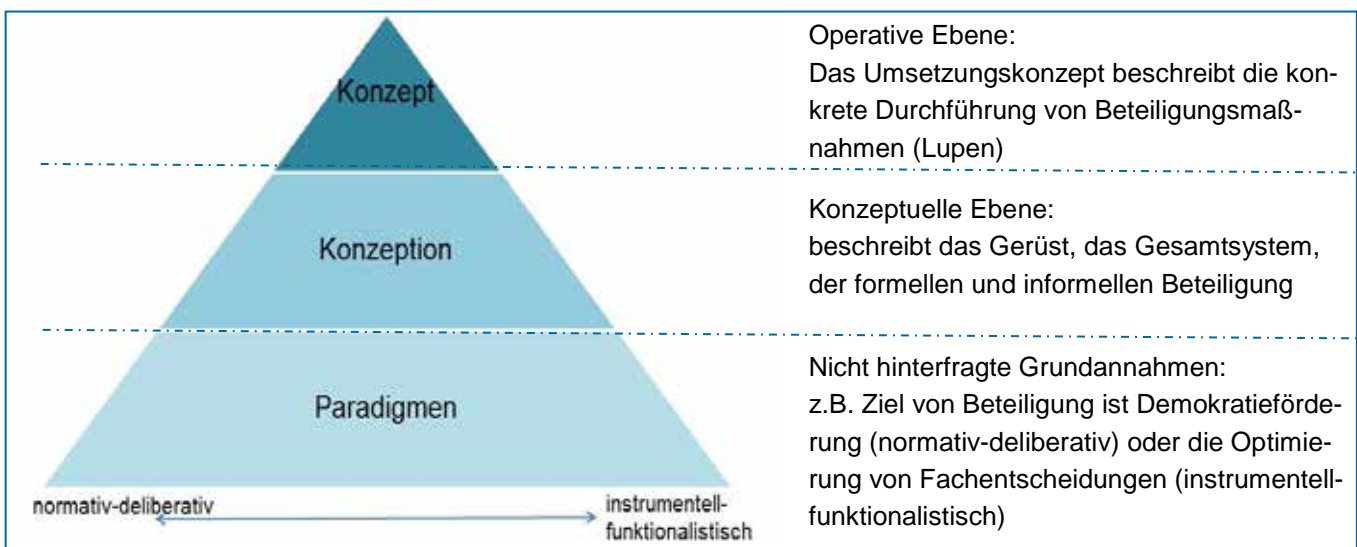 Konzept
Operative Ebene:
Das Umsetzungskonzept beschreibt die kon-
krete Durchführung von Beteiligungsmaß-
nahmen (Lupen)
Konzeption
Konzeptuelle Ebene:
beschreibt das Gerüst, das Gesamtsystem,
der formellen und informellen Beteiligung
Paradigmen
Nicht hinterfragte Grundannahmen:
z.B. Ziel von Beteiligung ist Demokratieförde-
rung (normativ-deliberativ) oder die Optimie-
rung von Fachentscheidungen (instrumentell-
funktionalistisch)
normativ-deliberativ
instrumentell-
funktionalistisch